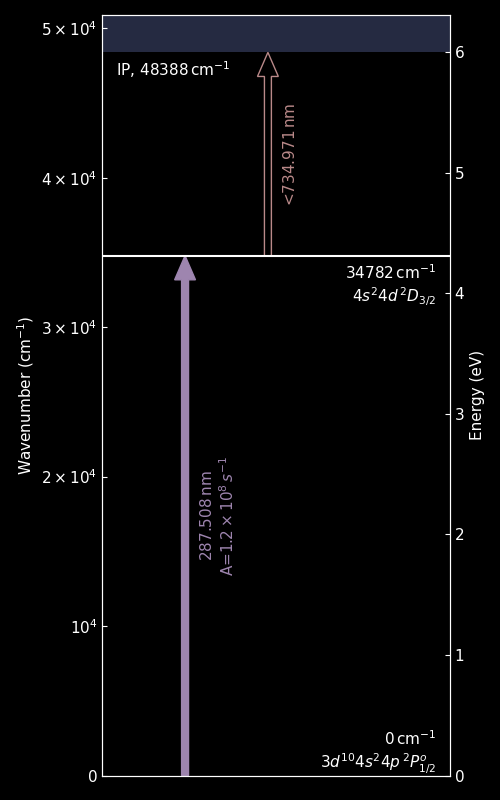 5 × 10⁴
IP, 48388 cm⁻¹
6
<734.971 nm
5
4 × 10⁴
34782 cm⁻¹
4s²4d ²D₃/₂
4
3 × 10⁴
Wavenumber (cm⁻¹)
Energy (eV)
3
287.508 nm
A=1.2 × 10⁸ s⁻¹
2 × 10⁴
2
10⁴
1
0 cm⁻¹
3d¹⁰4s²4p ²Pᵒ₁/₂
0
0